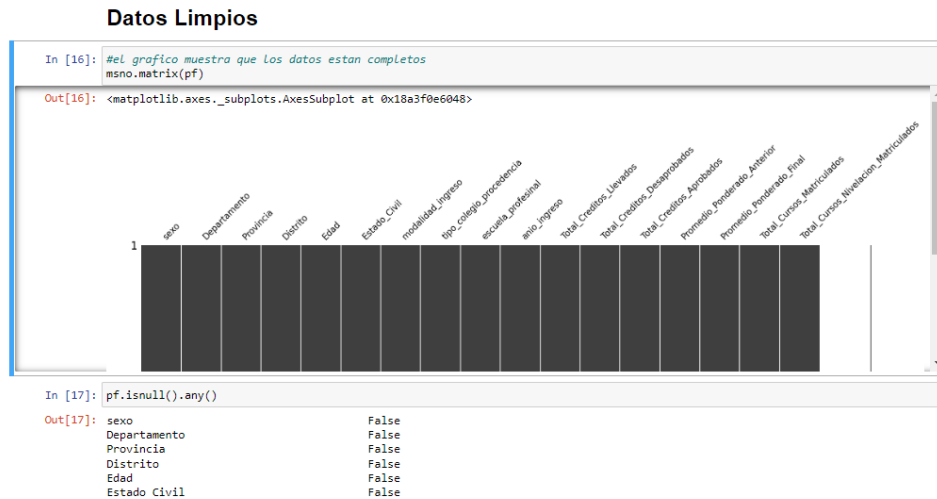 Datos Limpios
In [16]: #el grafico muestra que los datos estan completos
msno.matrix(pf)
Out[16]: <matplotlib.axes._subplots.AxesSubplot at 0x18a3f0e6048>
sexo
Departamento
Provincia
Distrito
Edad
Estado_Civil
modalidad_ingreso
tipo_colegio_procedencia
escuela_profesinal
anio_ingreso
Total_Creditos_Llevados
Total_Creditos_Desaprobados
Total_Creditos_Aprobados
Promedio_Ponderado_Anterior
Promedio_Ponderado_Final
Total_Cursos_Matriculados
Total_Cursos_Nivelacion_Matriculados
1
In [17]: pf.isnull().any()
Out[17]: sexo False
Departamento False
Provincia False
Distrito False
Edad False
Estado_Civil False